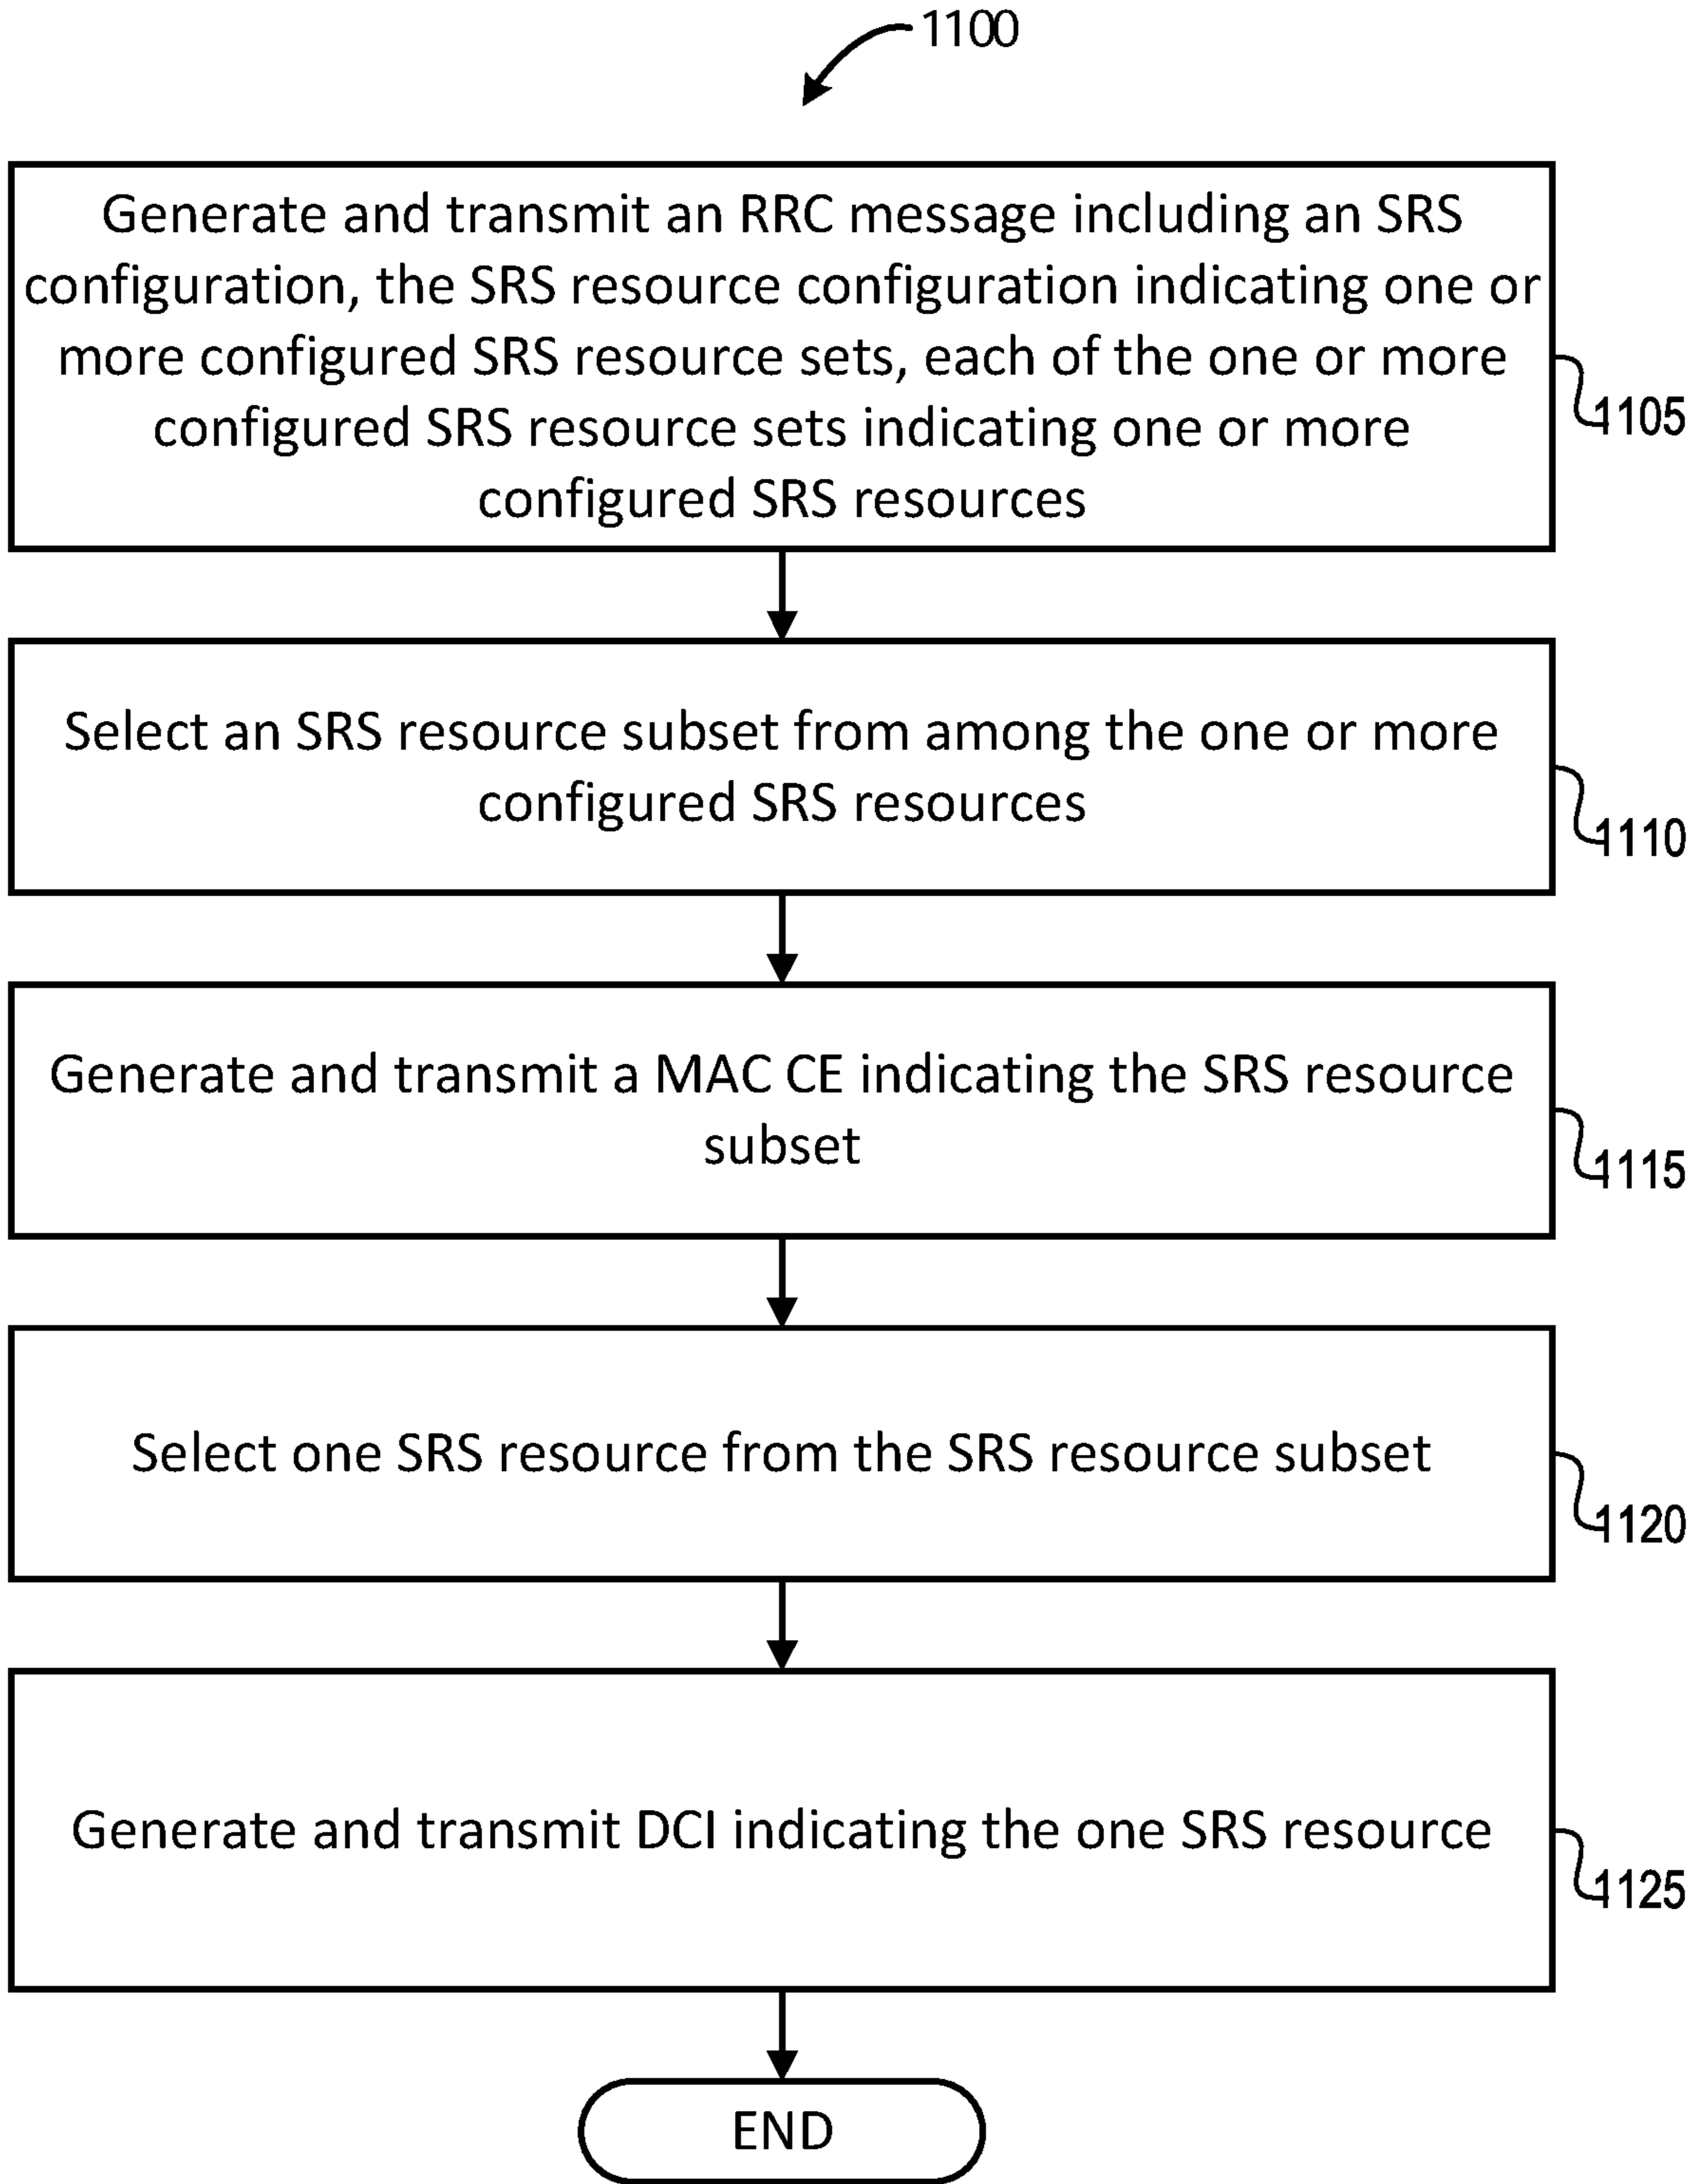 1100
Generate and transmit an RRC message including an SRS
configuration, the SRS resource configuration indicating one or
more configured SRS resource sets, each of the one or more
configured SRS resource sets indicating one or more
configured SRS resources
1105
Select an SRS resource subset from among the one or more
configured SRS resources
1110
Generate and transmit a MAC CE indicating the SRS resource
subset
1115
Select one SRS resource from the SRS resource subset
1120
Generate and transmit DCI indicating the one SRS resource
1125
END